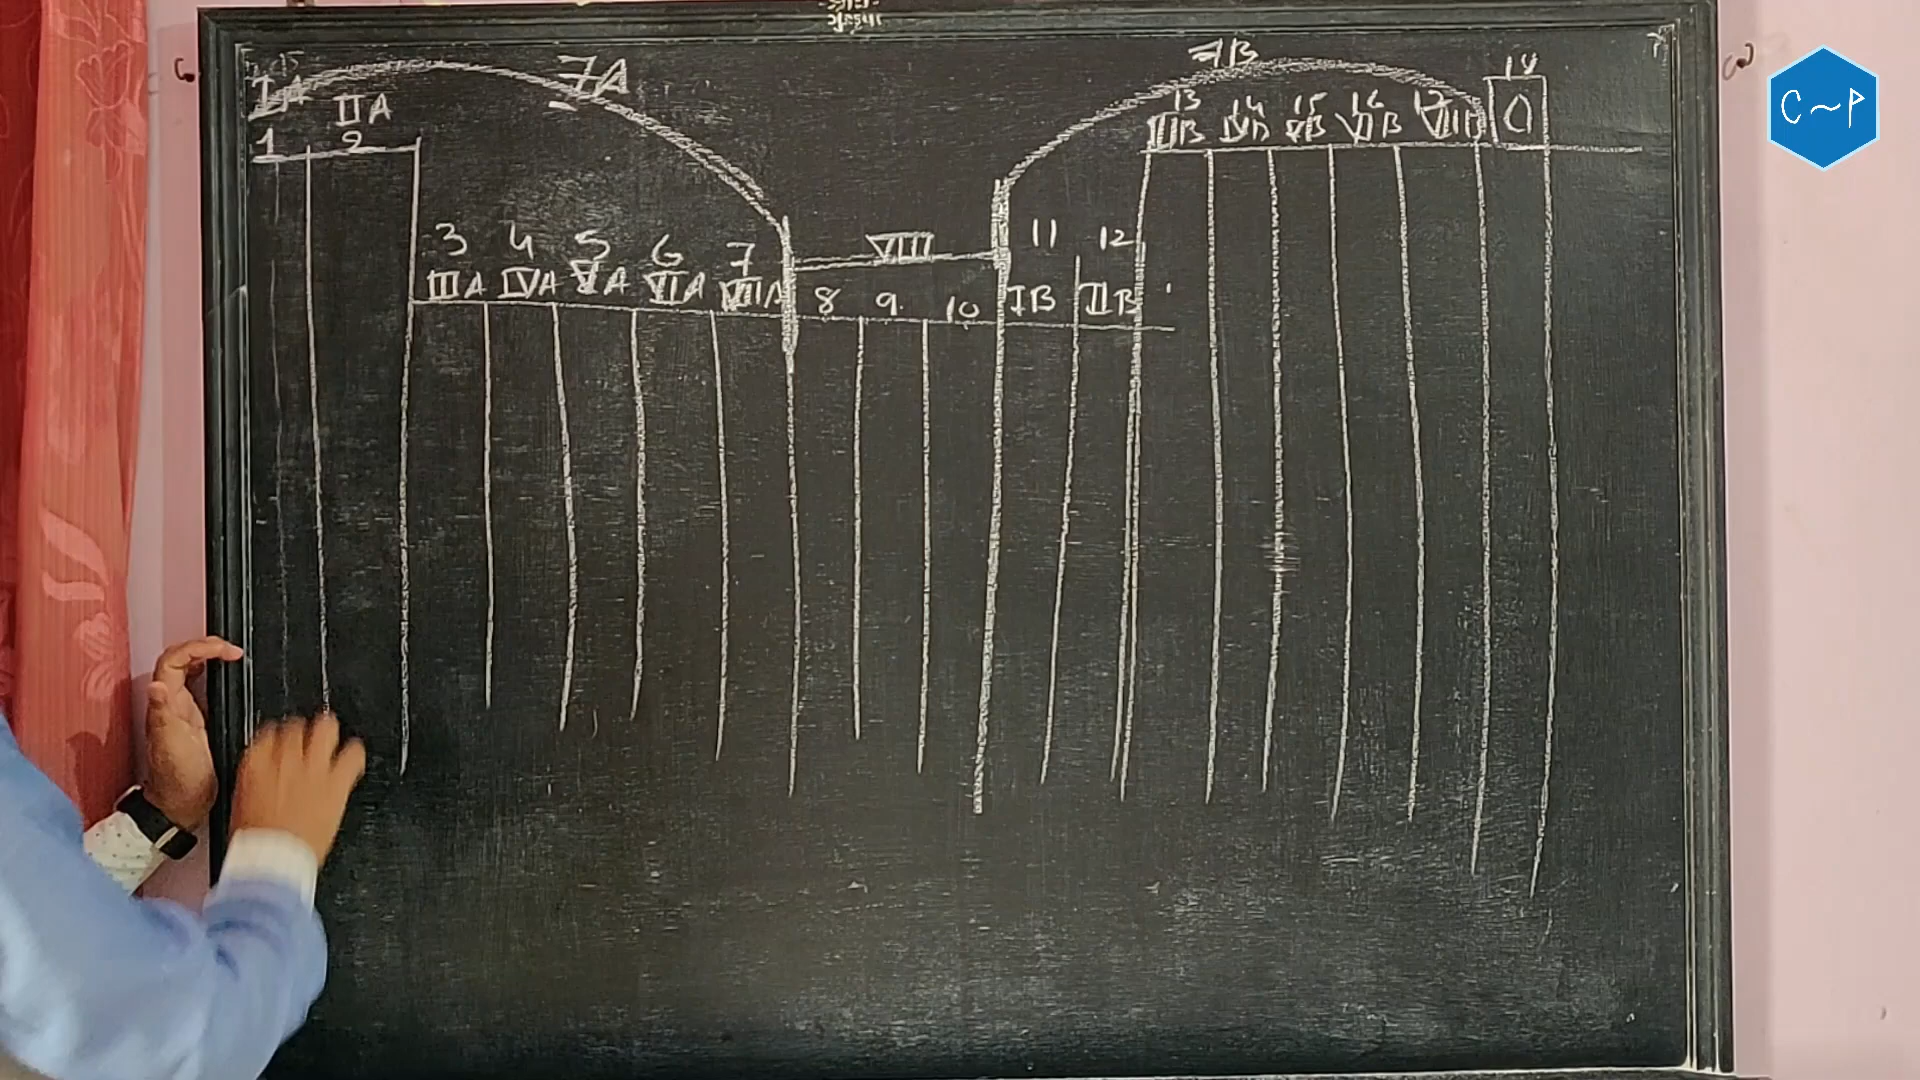 7A
7B
IA IIA
1 2
13 14 15 16 17 18
IIIB IVB VB VIB VIIB 0
3 4 5 6 7 VIII 11 12
IIIA IVA VA VIA VIIA 8 9 10 IB IIB
C~P